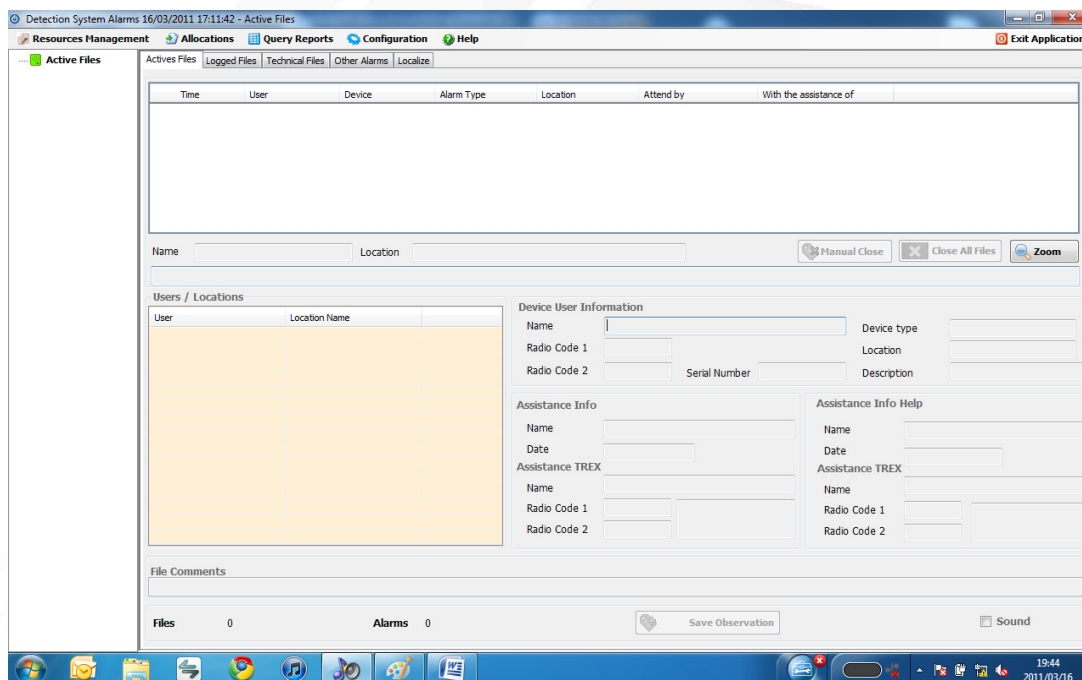 Detection System Alarms 16/03/2011 17:11:42 - Active Files
Resources Management Allocations Query Reports Configuration Help Exit Application
Active Files
Actives Files Logged Files Technical Files Other Alarms Localize
Time User Device Alarm Type Location Attend by With the assistance of
Name Location Manual Close Close All Files Zoom
Users / Locations
User Location Name
Device User Information
Name Device type
Radio Code 1 Location
Radio Code 2 Serial Number Description
Assistance Info Assistance Info Help
Name Name
Date Date
Assistance TREX Assistance TREX
Name Name
Radio Code 1 Radio Code 1
Radio Code 2 Radio Code 2
File Comments
Files 0 Alarms 0 Save Observation Sound
19:44
2011/03/16